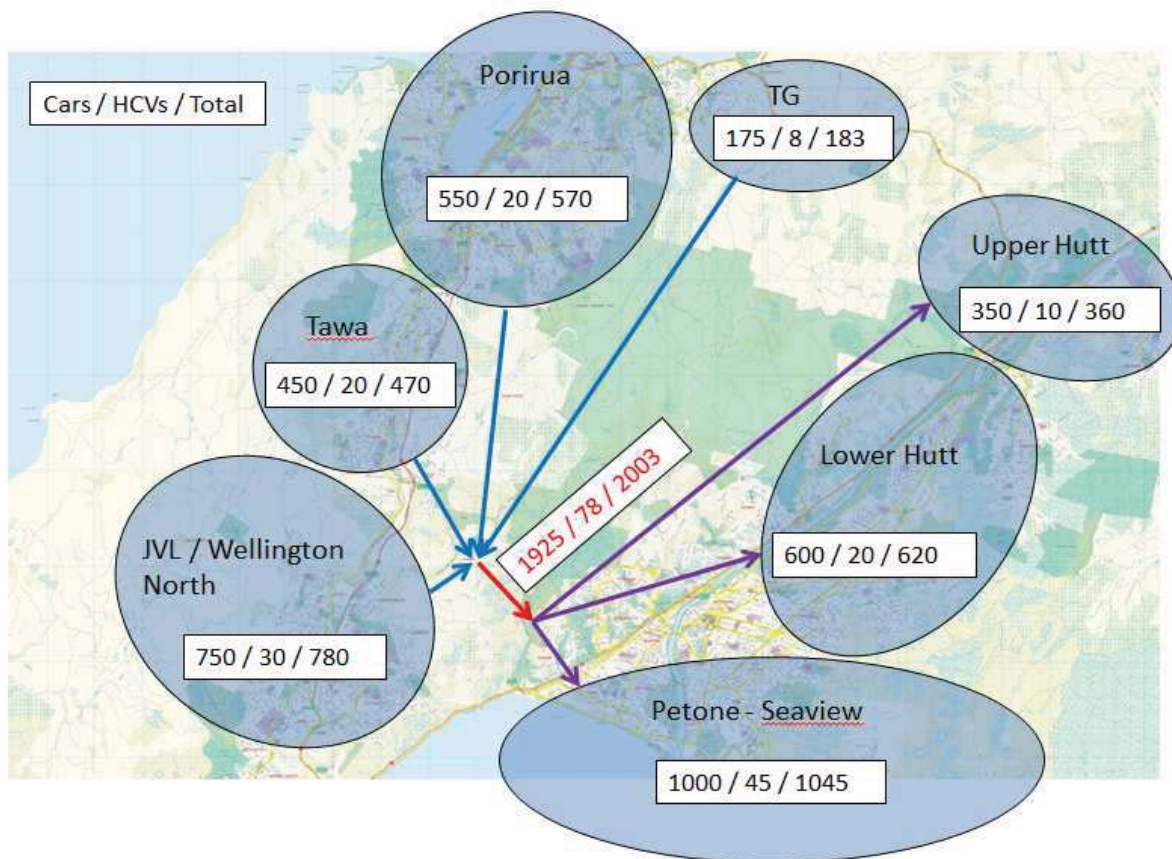 Cars / HCVs / Total
Porirua
550 / 20 / 570
TG
175 / 8 / 183
Upper Hutt
350 / 10 / 360
Tawa
450 / 20 / 470
Lower Hutt
600 / 20 / 620
1925 / 78 / 2003
JVL / Wellington
North
750 / 30 / 780
Petone - Seaview
1000 / 45 / 1045